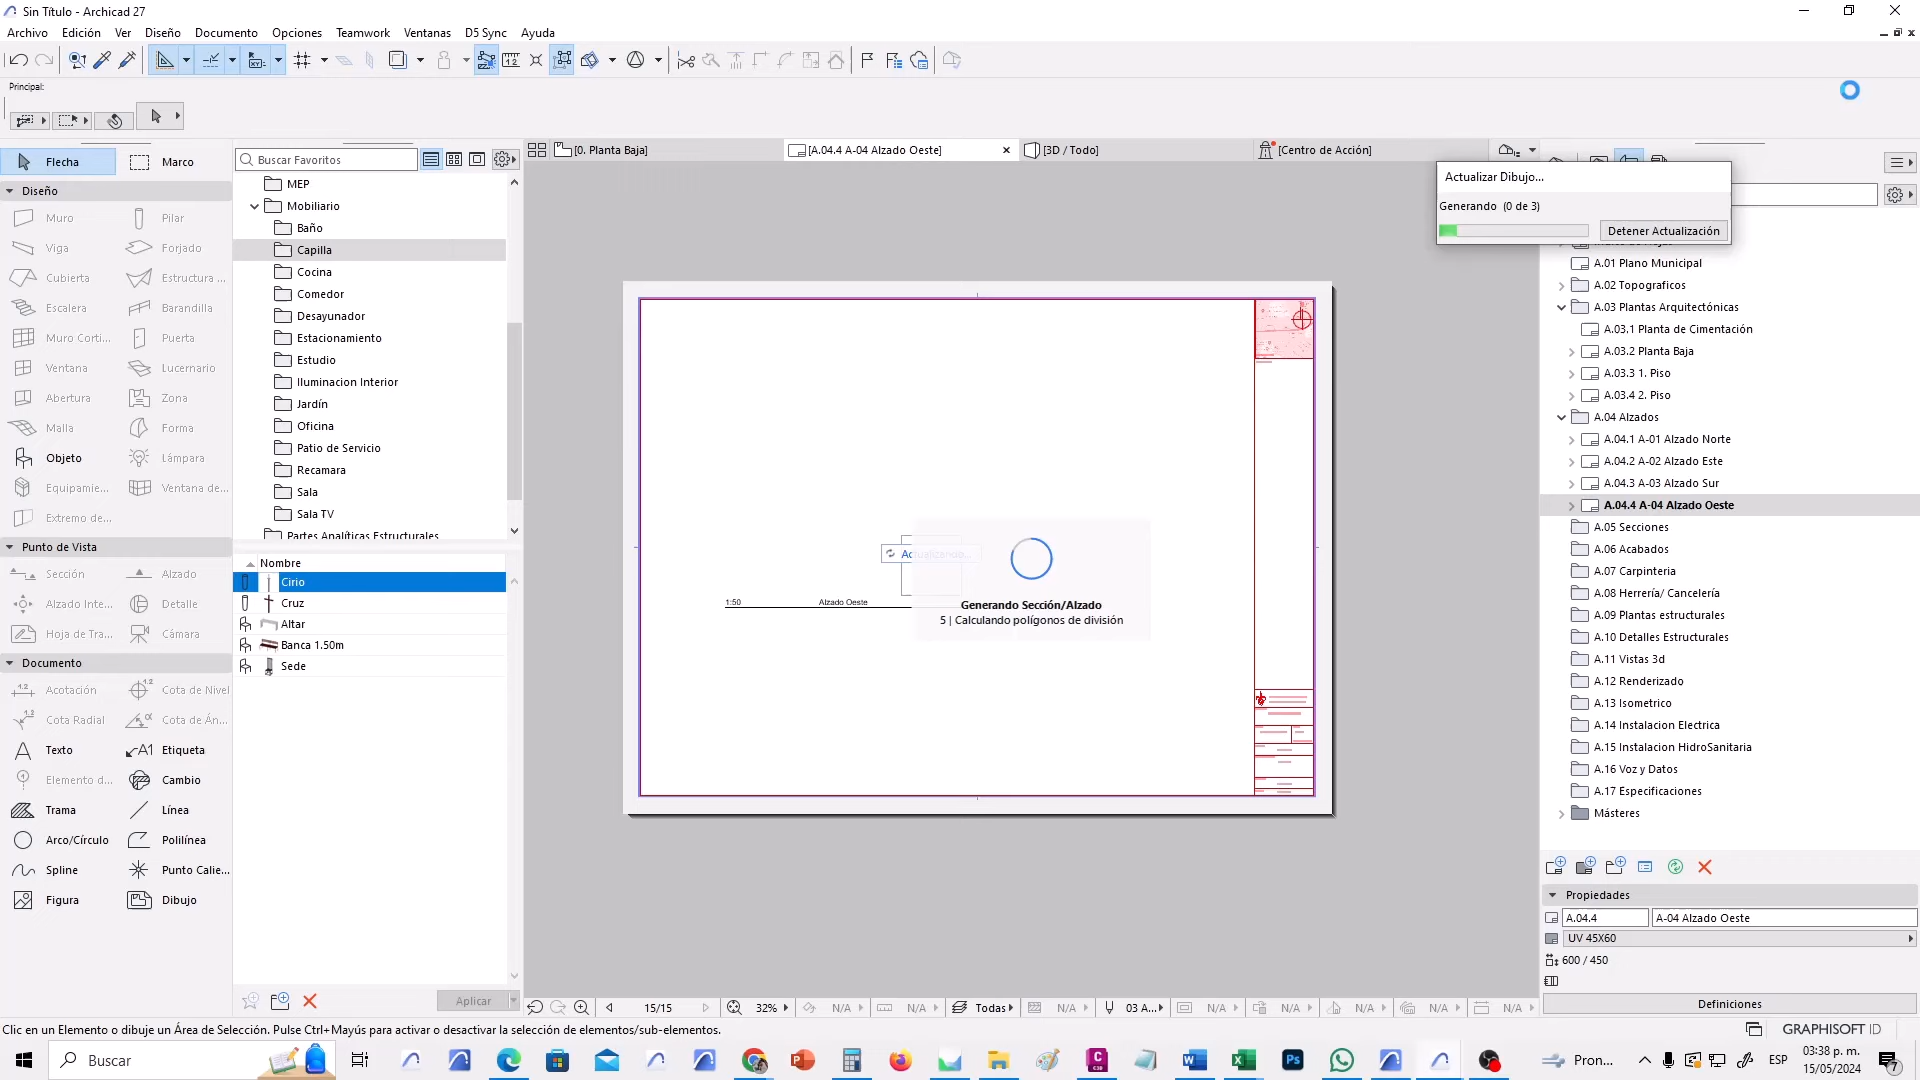 Sin Título - Archicad 27
Archivo Edición Ver Diseño Documento Opciones Teamwork Ventanas D5 Sync Ayuda
Principal:
Flecha Marco
Diseño
Muro Pilar
Viga Forjado
Cubierta Estructura ...
Escalera Barandilla
Muro Corti... Puerta
Ventana Lucernario
Abertura Zona
Malla Forma
Objeto Lámpara
Equipamie... Ventana de...
Extremo de...
Punto de Vista
Sección Alzado
Alzado Inte... Detalle
Hoja de Tra... Cámara
Documento
Acotación Cota de Nivel
Cota Radial Cota de Án...
Texto Etiqueta
Elemento d... Cambio
Trama Línea
Arco/Círculo Polilínea
Spline Punto Calie...
Figura Dibujo
Buscar Favoritos
MEP
Mobiliario
Baño
Capilla
Cocina
Comedor
Desayunador
Estacionamiento
Estudio
Iluminacion Interior
Jardín
Oficina
Patio de Servicio
Recamara
Sala
Sala TV
Partes Analíticas Estructurales
Nombre
Cirio
Cruz
Altar
Banca 1.50m
Sede
Aplicar
[0. Planta Baja] [A.04.4 A-04 Alzado Oeste] [3D / Todo] [Centro de Acción]
Actualizar Dibujo...
Generando (0 de 3)
Detener Actualización
Actualizando...
1:50 Alzado Oeste
Generando Sección/Alzado
5 | Calculando polígonos de división
A.01 Plano Municipal
A.02 Topograficos
A.03 Plantas Arquitectónicas
A.03.1 Planta de Cimentación
A.03.2 Planta Baja
A.03.3 1. Piso
A.03.4 2. Piso
A.04 Alzados
A.04.1 A-01 Alzado Norte
A.04.2 A-02 Alzado Este
A.04.3 A-03 Alzado Sur
A.04.4 A-04 Alzado Oeste
A.05 Secciones
A.06 Acabados
A.07 Carpinteria
A.08 Herrería/ Cancelería
A.09 Plantas estructurales
A.10 Detalles Estructurales
A.11 Vistas 3d
A.12 Renderizado
A.13 Isometrico
A.14 Instalacion Electrica
A.15 Instalacion HidroSanitaria
A.16 Voz y Datos
A.17 Especificaciones
Másteres
Propiedades
A.04.4 A-04 Alzado Oeste
UV 45X60
600 / 450
Definiciones
15/15 32% N/A N/A Todas N/A 03 A... N/A N/A N/A N/A N/A
Clic en un Elemento o dibuje un Área de Selección. Pulse Ctrl+Mayús para activar o desactivar la selección de elementos/sub-elementos.
GRAPHISOFT ID
Buscar
Pron...
ESP
03:38 p. m.
15/05/2024
7